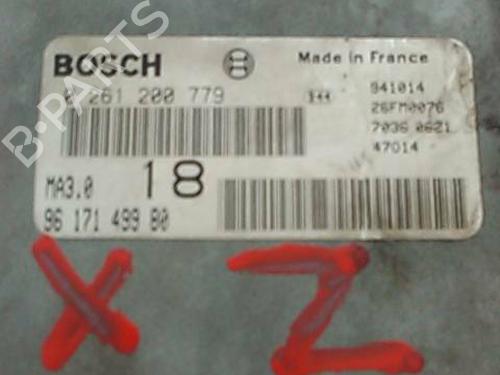 BOSCH
Made in France
261 200 779
144
941014
26FM0076
7036 0621
47014
MA3.0
18
96 171 499 80
X Z
B-PARTS